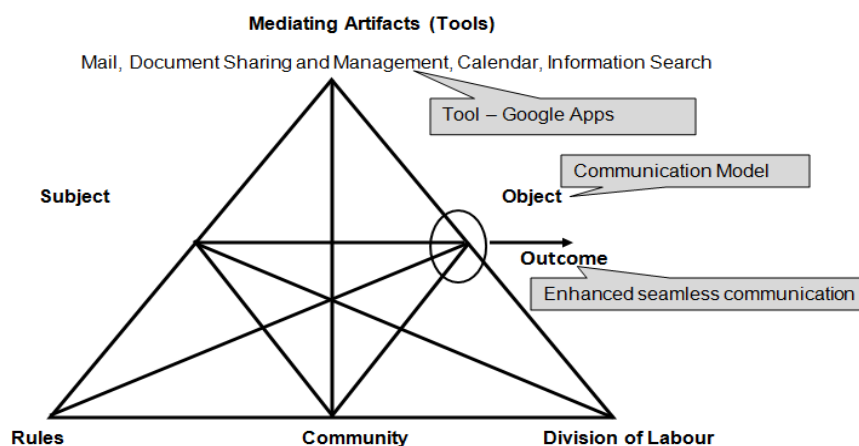 Mediating Artifacts (Tools)
Mail, Document Sharing and Management, Calendar, Information Search
Tool – Google Apps
Communication Model
Subject
Object
Outcome
Enhanced seamless communication
Rules
Community
Division of Labour